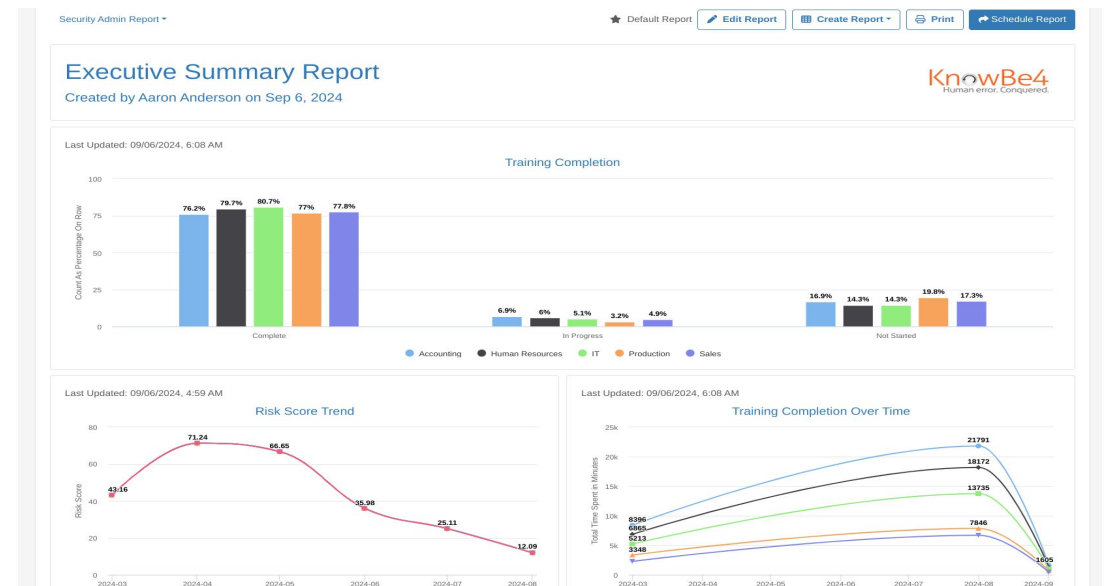 Security Admin Report
Default Report
Edit Report
Create Report
Print
Schedule Report
Executive Summary Report
Created by Aaron Anderson on Sep 6, 2024
KnowBe4
Human error. Conquered.
Last Updated: 09/06/2024, 6:08 AM
Training Completion
Count As Percentage On Row
100
75
50
25
0
76.2% 79.7% 80.7% 77% 77.8%
6.9% 6% 5.1% 3.2% 4.9%
16.9% 14.3% 14.3% 19.8% 17.3%
Complete In Progress Not Started
Accounting Human Resources IT Production Sales
Last Updated: 09/06/2024, 4:59 AM
Risk Score Trend
Risk Score
80
60
40
20
0
43.16
71.24
66.65
35.98
25.11
12.09
2024-03 2024-04 2024-05 2024-06 2024-07 2024-08
Last Updated: 09/06/2024, 6:08 AM
Training Completion Over Time
Total Time Spent in Minutes
25k
20k
15k
10k
5k
0
8396
6865
5213
3348
21791
18172
13735
7846
1605
2024-03 2024-04 2024-05 2024-06 2024-07 2024-08 2024-09